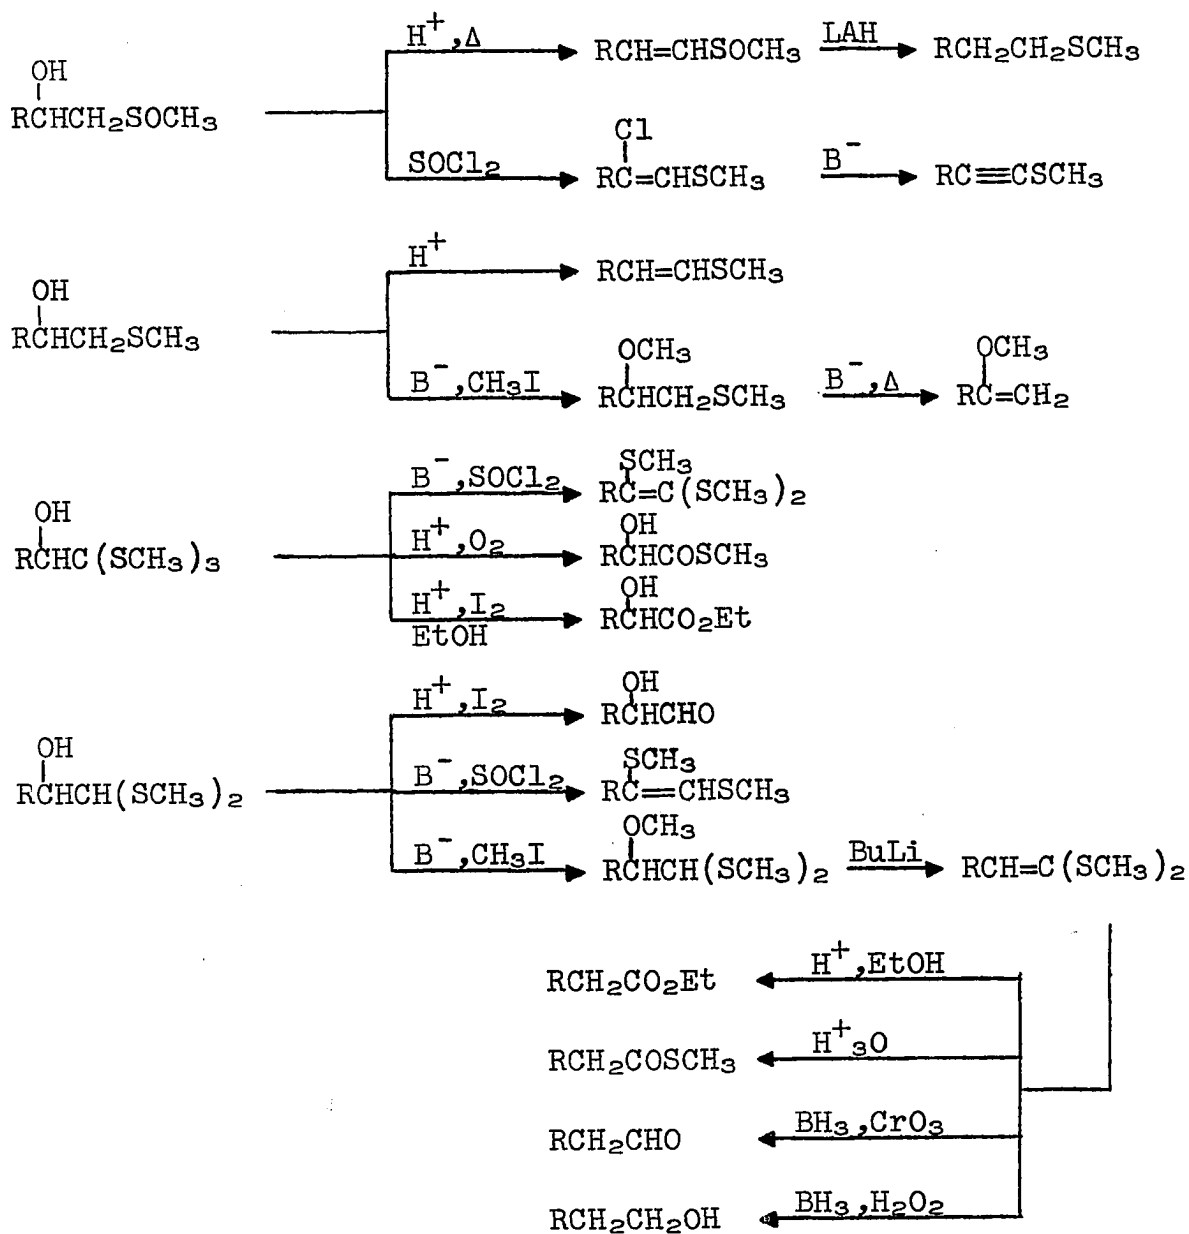 H⁺,Δ
RCH=CHSOCH₃
LAH
RCH₂CH₂SCH₃
OH
RCHCH₂SOCH₃
SOCl₂
Cl
RC=CHSCH₃
B⁻
RC≡CSCH₃
H⁺
RCH=CHSCH₃
OH
RCHCH₂SCH₃
B⁻,CH₃I
OCH₃
RCHCH₂SCH₃
B⁻,Δ
OCH₃
RC=CH₂
B⁻,SOCl₂
SCH₃
RC=C(SCH₃)₂
OH
RCHC(SCH₃)₃
H⁺,O₂
OH
RCHCOSCH₃
H⁺,I₂
EtOH
OH
RCHCO₂Et
H⁺,I₂
OH
RCHCHO
OH
RCHCH(SCH₃)₂
B⁻,SOCl₂
SCH₃
RC=CHSCH₃
B⁻,CH₃I
OCH₃
RCHCH(SCH₃)₂
BuLi
RCH=C(SCH₃)₂
RCH₂CO₂Et
H⁺,EtOH
RCH₂COSCH₃
H⁺₃O
RCH₂CHO
BH₃,CrO₃
RCH₂CH₂OH
BH₃,H₂O₂